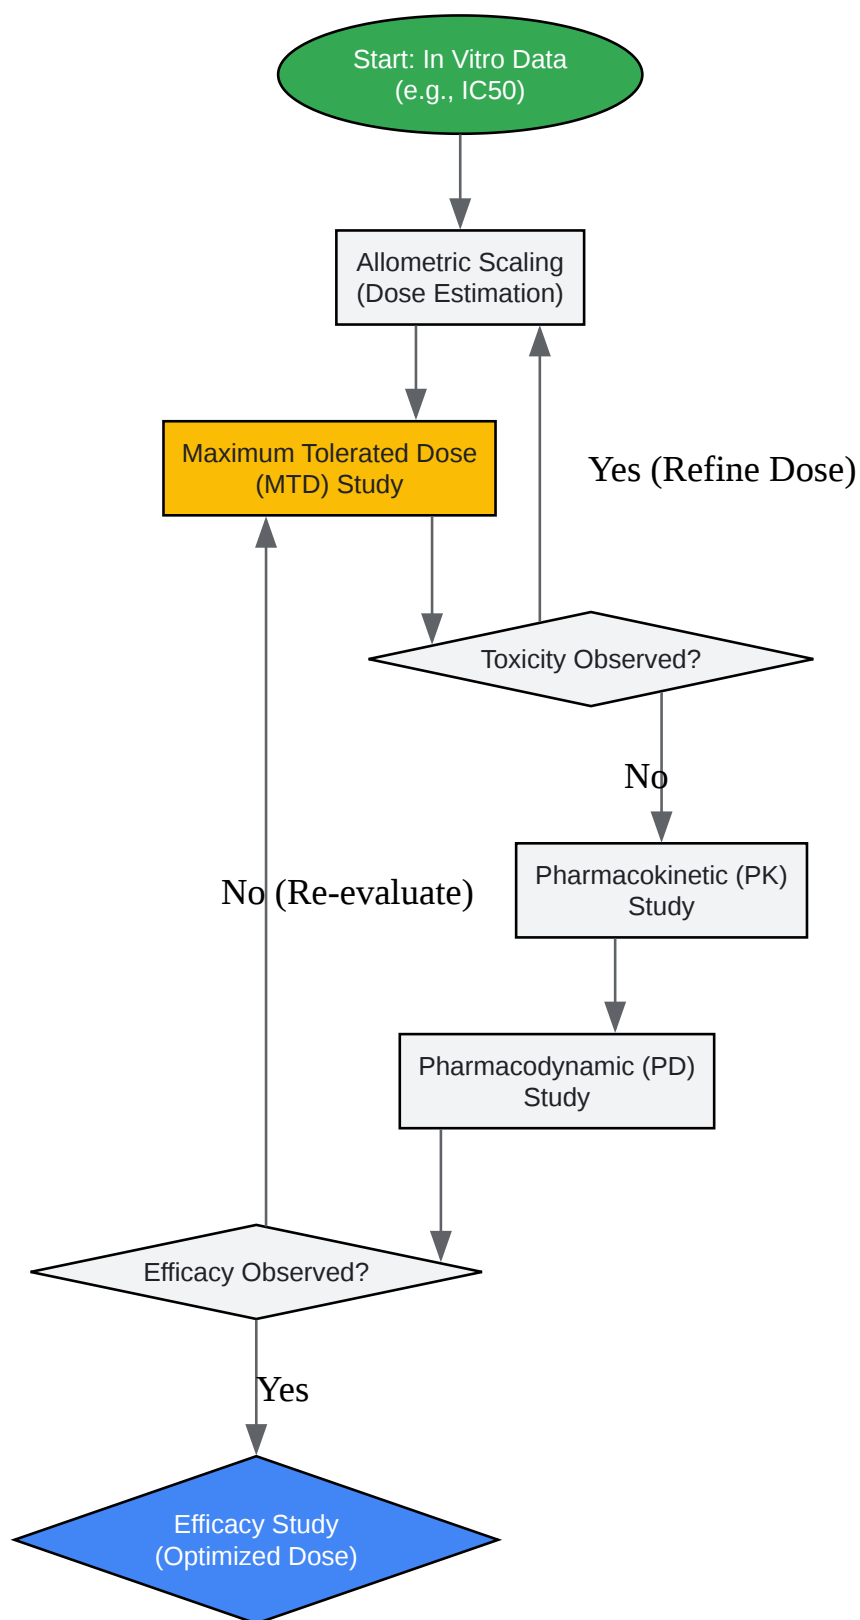 Start: In Vitro Data
(e.g., IC50)
Allometric Scaling
(Dose Estimation)
Maximum Tolerated Dose
(MTD) Study
Yes (Refine Dose)
Toxicity Observed?
No
Pharmacokinetic (PK)
Study
No (Re-evaluate)
Pharmacodynamic (PD)
Study
Efficacy Observed?
Yes
Efficacy Study
(Optimized Dose)